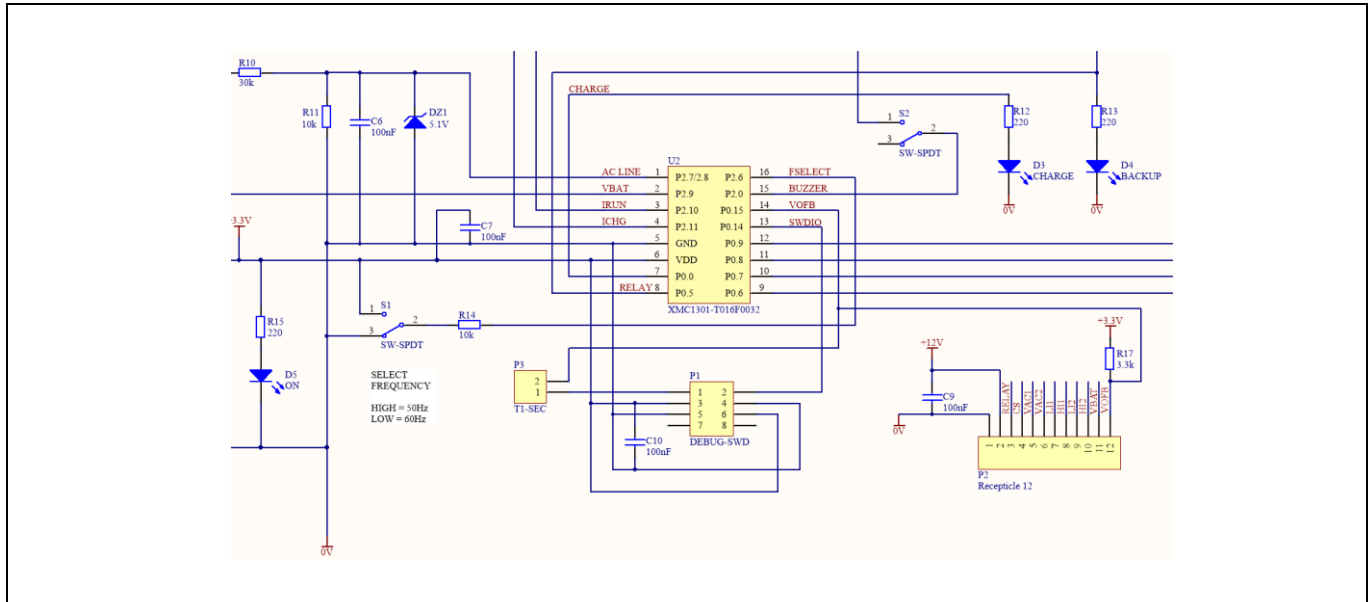 R10
30k
R11
10k
C6
100nF
DZ1
5.1V
CHARGE
S2
1
2
3
SW-SPDT
R12
220
R13
220
D3
CHARGE
D4
BACKUP
0V
0V
U2
AC LINE 1 P2.7/2.8 P2.6 16 FSELECT
VBAT 2 P2.9 P2.0 15 BUZZER
IRUN 3 P2.10 P0.15 14 VOFB
ICHG 4 P2.11 P0.14 13 SWDIO
5 GND P0.9 12
6 VDD P0.8 11
7 P0.0 P0.7 10
RELAY 8 P0.5 P0.6 9
XMC1301-T016F0032
+3.3V
C7
100nF
R15
220
D5
ON
S1
1
2
3
SW-SPDT
R14
10k
SELECT
FREQUENCY
HIGH = 50Hz
LOW = 60Hz
0V
P3
2
1
T1-SEC
P1
1 2
3 4
5 6
7 8
DEBUG-SWD
C10
100nF
+12V
C9
100nF
0V
+3.3V
R17
3.3k
RELAY
CS
VAC1
VAC2
LI1
HI1
LI2
HI2
VBAT
VOFB
1 2 3 4 5 6 7 8 9 10 11 12
P2
Recepticle 12